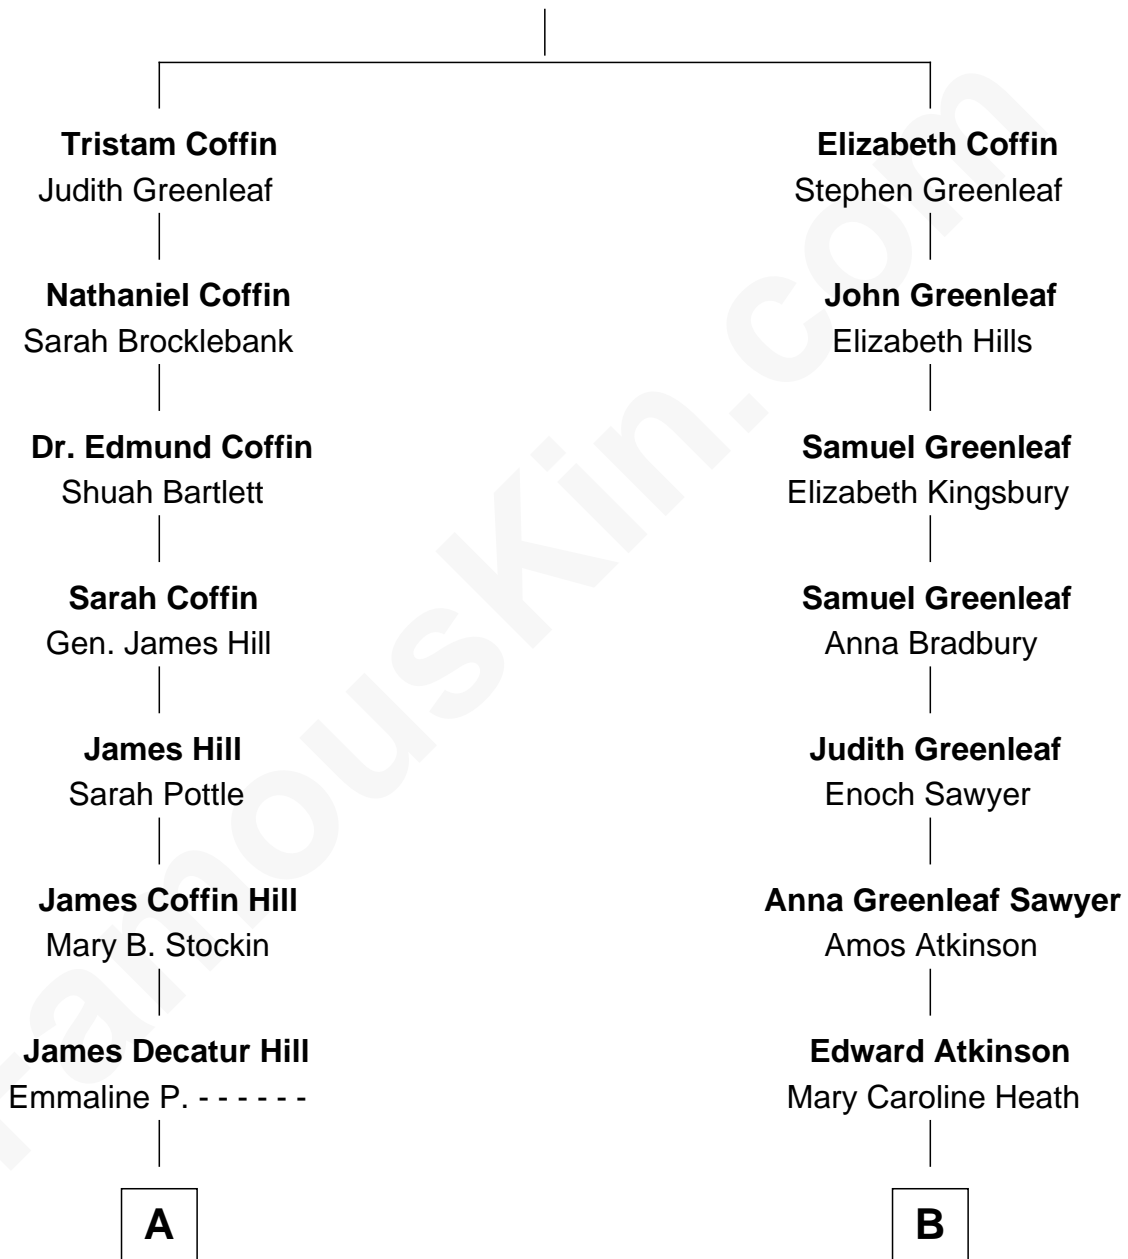 Tristam Coffin
Judith Greenleaf
Nathaniel Coffin
Sarah Brocklebank
Dr. Edmund Coffin
Shuah Bartlett
Sarah Coffin
Gen. James Hill
James Hill
Sarah Pottle
James Coffin Hill
Mary B. Stockin
James Decatur Hill
Emmaline P. - - - - - -
A
Elizabeth Coffin
Stephen Greenleaf
John Greenleaf
Elizabeth Hills
Samuel Greenleaf
Elizabeth Kingsbury
Samuel Greenleaf
Anna Bradbury
Judith Greenleaf
Enoch Sawyer
Anna Greenleaf Sawyer
Amos Atkinson
Edward Atkinson
Mary Caroline Heath
B
FamousKin.com